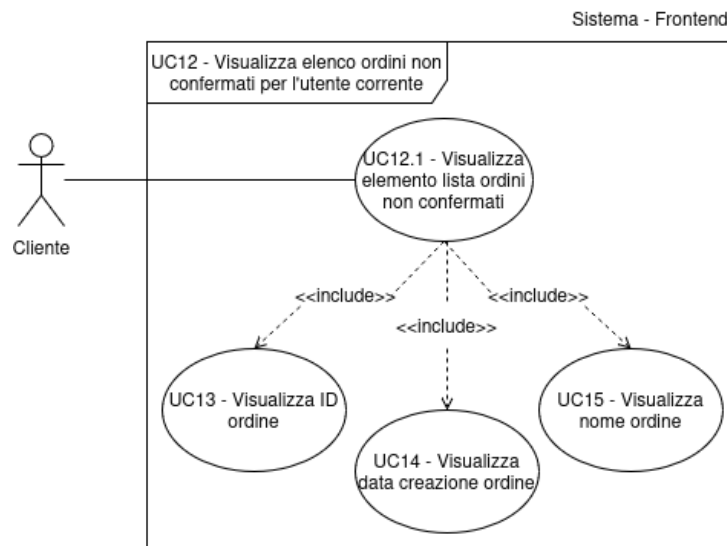 Sistema - Frontend
UC12 - Visualizza elenco ordini non
confermati per l'utente corrente
UC12.1 - Visualizza
elemento lista ordini
non confermati
Cliente
<<include>>
<<include>>
<<include>>
UC13 - Visualizza ID
ordine
UC15 - Visualizza
nome ordine
UC14 - Visualizza
data creazione ordine